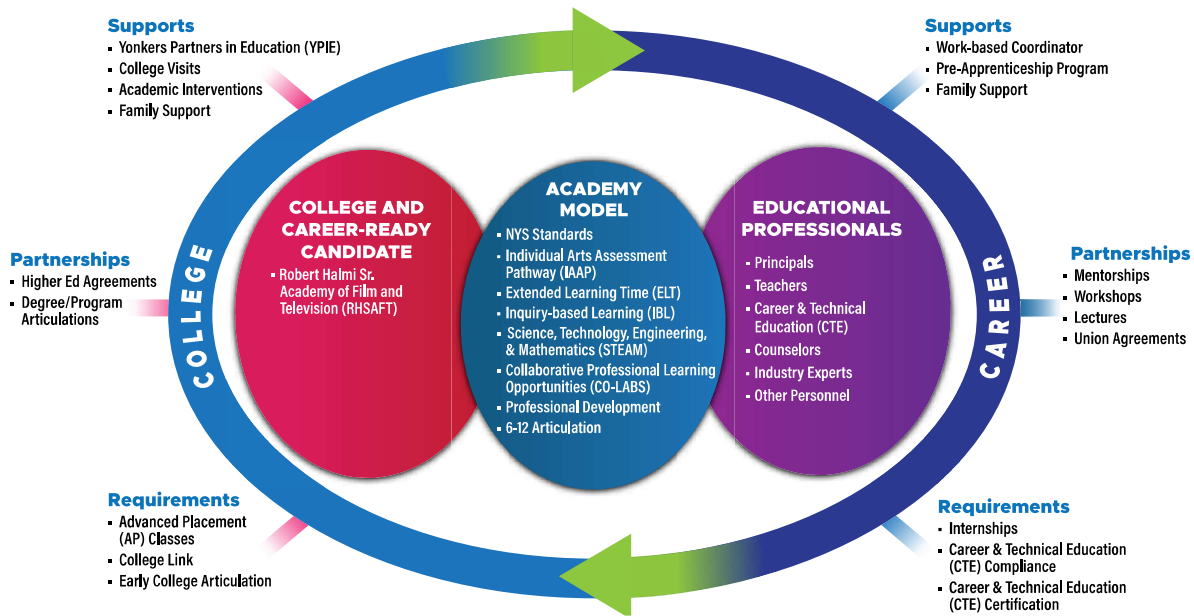 Supports
▪ Yonkers Partners in Education (YPIE)
▪ College Visits
▪ Academic Interventions
▪ Family Support
Supports
▪ Work-based Coordinator
▪ Pre-Apprenticeship Program
▪ Family Support
COLLEGE
Partnerships
▪ Higher Ed Agreements
▪ Degree/Program
Articulations
COLLEGE AND
CAREER-READY
CANDIDATE
▪ Robert Halmi Sr.
Academy of Film and
Television (RHSAFT)
ACADEMY
MODEL
▪ NYS Standards
▪ Individual Arts Assessment
Pathway (IAAP)
▪ Extended Learning Time (ELT)
▪ Inquiry-based Learning (IBL)
▪ Science, Technology, Engineering,
& Mathematics (STEAM)
▪ Collaborative Professional Learning
Opportunities (CO-LABS)
▪ Professional Development
▪ 6-12 Articulation
EDUCATIONAL
PROFESSIONALS
▪ Principals
▪ Teachers
▪ Career & Technical
Education (CTE)
▪ Counselors
▪ Industry Experts
▪ Other Personnel
CAREER
Partnerships
▪ Mentorships
▪ Workshops
▪ Lectures
▪ Union Agreements
Requirements
▪ Advanced Placement
(AP) Classes
▪ College Link
▪ Early College Articulation
Requirements
▪ Internships
▪ Career & Technical Education
(CTE) Compliance
▪ Career & Technical Education
(CTE) Certification